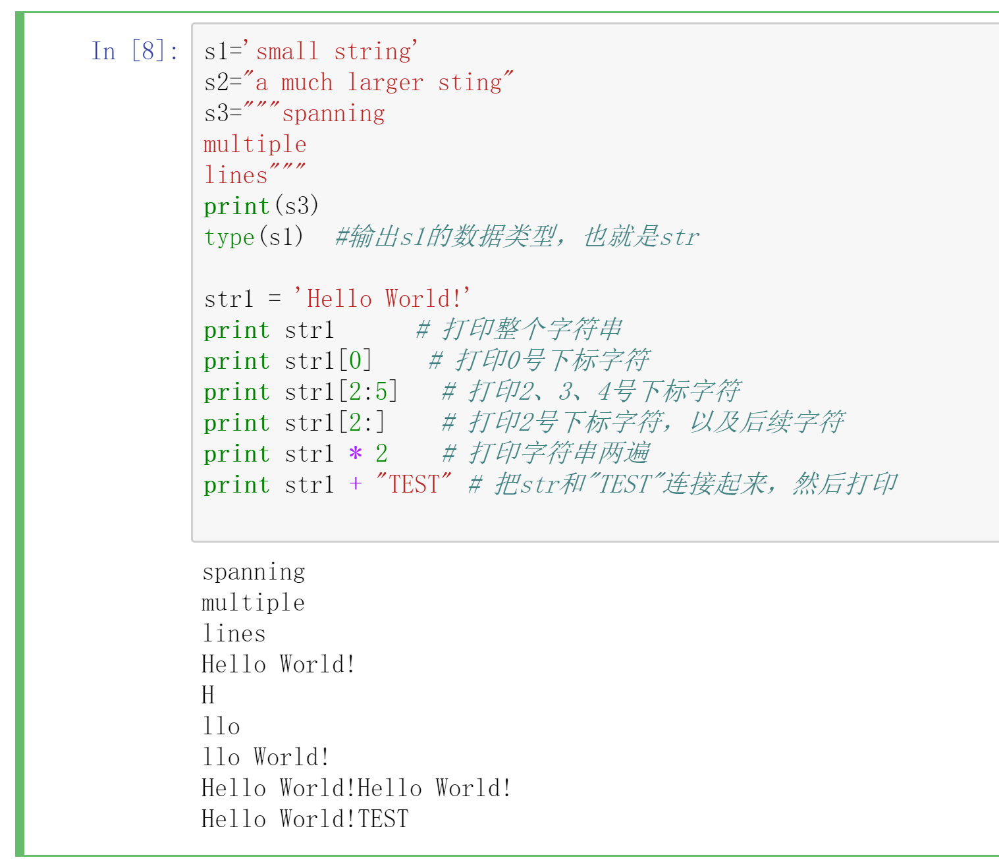 In [8]: s1='small string'
s2="a much larger sting"
s3="""spanning
multiple
lines"""
print(s3)
type(s1)  #输出s1的数据类型，也就是str
str1 = 'Hello World!'
print str1      # 打印整个字符串
print str1[0]    # 打印0号下标字符
print str1[2:5]   # 打印2、3、4号下标字符
print str1[2:]    # 打印2号下标字符，以及后续字符
print str1 * 2    # 打印字符串两遍
print str1 + "TEST" # 把str和"TEST"连接起来，然后打印
spanning
multiple
lines
Hello World!
H
llo
llo World!
Hello World!Hello World!
Hello World!TEST